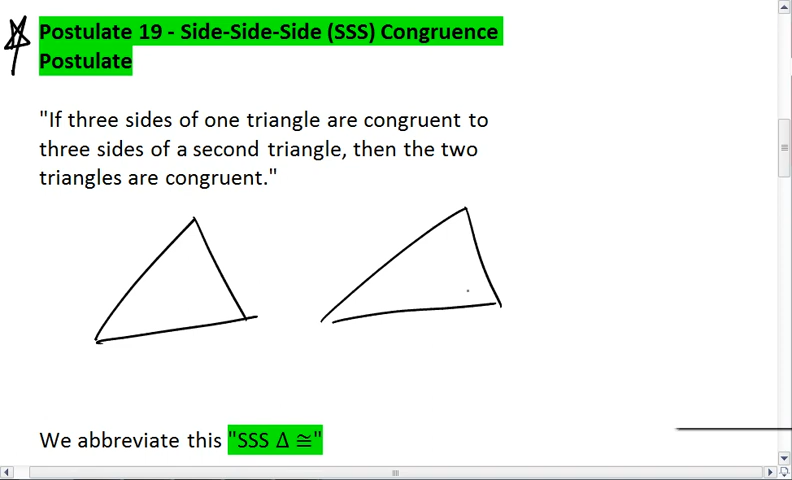 Postulate 19 - Side-Side-Side (SSS) Congruence
Postulate
"If three sides of one triangle are congruent to
three sides of a second triangle, then the two
triangles are congruent."
We abbreviate this "SSS Δ ≅"